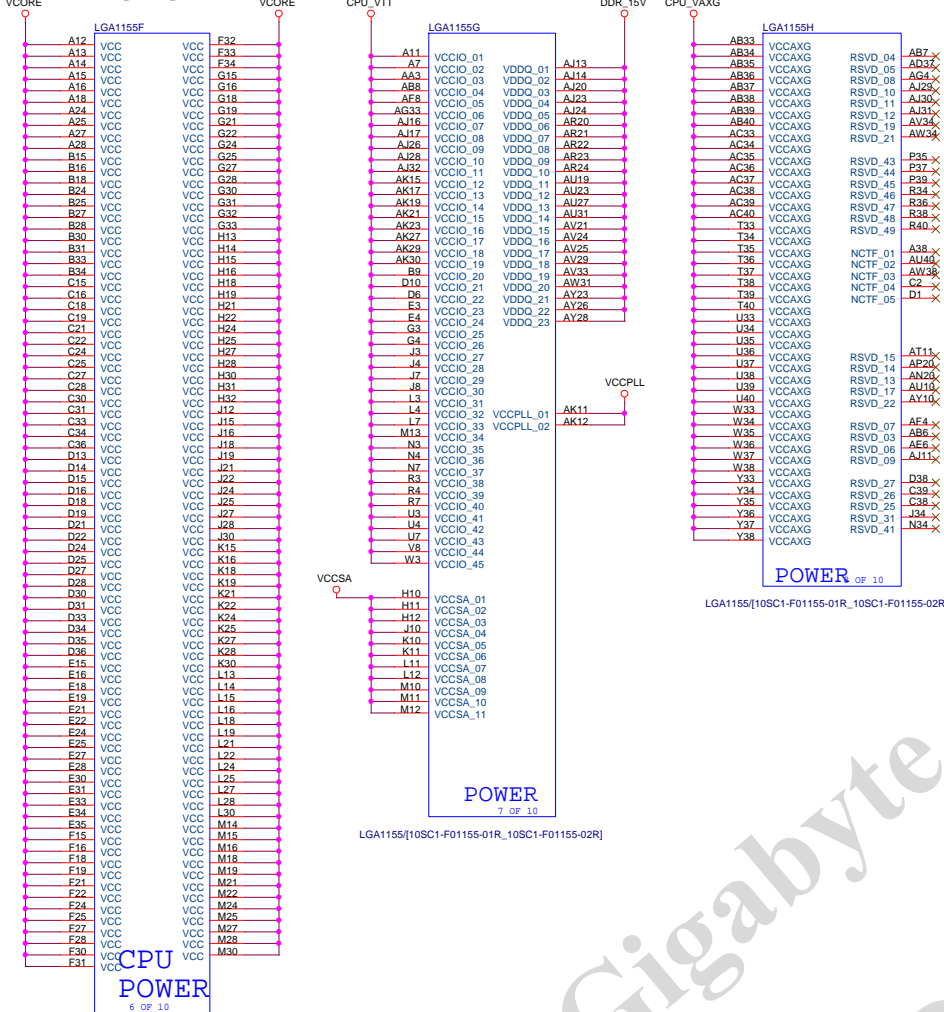 VCORE
VCORE
LGA1155F
A12 VCC VCC F32
A13 VCC VCC F33
A14 VCC VCC F34
A15 VCC VCC G15
A16 VCC VCC G16
A18 VCC VCC G18
A24 VCC VCC G19
A25 VCC VCC G21
A27 VCC VCC G22
A28 VCC VCC G24
B15 VCC VCC G25
B16 VCC VCC G27
B18 VCC VCC G28
B24 VCC VCC G30
B25 VCC VCC G31
B27 VCC VCC G32
B28 VCC VCC G33
B30 VCC VCC H13
B31 VCC VCC H14
B33 VCC VCC H15
B34 VCC VCC H16
C15 VCC VCC H18
C16 VCC VCC H19
C18 VCC VCC H21
C19 VCC VCC H22
C21 VCC VCC H24
C22 VCC VCC H25
C24 VCC VCC H27
C25 VCC VCC H28
C27 VCC VCC H30
C28 VCC VCC H31
C30 VCC VCC H32
C31 VCC VCC J12
C33 VCC VCC J15
C34 VCC VCC J16
C36 VCC VCC J18
D13 VCC VCC J19
D14 VCC VCC J21
D15 VCC VCC J22
D16 VCC VCC J24
D18 VCC VCC J25
D19 VCC VCC J27
D21 VCC VCC J28
D22 VCC VCC J30
D24 VCC VCC K15
D25 VCC VCC K16
D27 VCC VCC K18
D28 VCC VCC K19
D30 VCC VCC K21
D31 VCC VCC K22
D33 VCC VCC K24
D34 VCC VCC K25
D35 VCC VCC K27
D36 VCC VCC K28
E15 VCC VCC K30
E16 VCC VCC L13
E18 VCC VCC L14
E19 VCC VCC L15
E21 VCC VCC L16
E22 VCC VCC L18
E24 VCC VCC L19
E25 VCC VCC L21
E27 VCC VCC L22
E28 VCC VCC L24
E30 VCC VCC L25
E31 VCC VCC L27
E33 VCC VCC L28
E34 VCC VCC L30
E35 VCC VCC M14
F15 VCC VCC M15
F16 VCC VCC M16
F18 VCC VCC M18
F19 VCC VCC M19
F21 VCC VCC M21
F22 VCC VCC M22
F24 VCC VCC M24
F25 VCC VCC M25
F27 VCC VCC M27
F28 VCC VCC M28
F30 VCC VCC M30
F31 VCC
CPU
POWER
6 OF 10
CPU_VTT
DDR_15V
LGA1155G
A11 VCCIO_01
A7 VCCIO_02 VDDQ_01 AJ13
AA3 VCCIO_03 VDDQ_02 AJ14
AB8 VCCIO_04 VDDQ_03 AJ20
AF8 VCCIO_05 VDDQ_04 AJ23
AG33 VCCIO_06 VDDQ_05 AJ24
AJ16 VCCIO_07 VDDQ_06 AR20
AJ17 VCCIO_08 VDDQ_07 AR21
AJ26 VCCIO_09 VDDQ_08 AR22
AJ28 VCCIO_10 VDDQ_09 AR23
AJ32 VCCIO_11 VDDQ_10 AR24
AK15 VCCIO_12 VDDQ_11 AU19
AK17 VCCIO_13 VDDQ_12 AU23
AK19 VCCIO_14 VDDQ_13 AU27
AK21 VCCIO_15 VDDQ_14 AU31
AK23 VCCIO_16 VDDQ_15 AV21
AK27 VCCIO_17 VDDQ_16 AV24
AK29 VCCIO_18 VDDQ_17 AV25
AK30 VCCIO_19 VDDQ_18 AV29
B9 VCCIO_20 VDDQ_19 AV33
D10 VCCIO_21 VDDQ_20 AW31
D6 VCCIO_22 VDDQ_21 AY23
E3 VCCIO_23 VDDQ_22 AY26
E4 VCCIO_24 VDDQ_23 AY28
G3 VCCIO_25
G4 VCCIO_26
J3 VCCIO_27
J4 VCCIO_28
J7 VCCIO_29
J8 VCCIO_30
VCCPLL
L3 VCCIO_31
L4 VCCIO_32 VCCPLL_01 AK11
L7 VCCIO_33 VCCPLL_02 AK12
M13 VCCIO_34
N3 VCCIO_35
N4 VCCIO_36
N7 VCCIO_37
R3 VCCIO_38
R4 VCCIO_39
R7 VCCIO_40
U3 VCCIO_41
U4 VCCIO_42
U7 VCCIO_43
V8 VCCIO_44
W3 VCCIO_45
VCCSA
H10 VCCSA_01
H11 VCCSA_02
H12 VCCSA_03
J10 VCCSA_04
K10 VCCSA_05
K11 VCCSA_06
L11 VCCSA_07
L12 VCCSA_08
M10 VCCSA_09
M11 VCCSA_10
M12 VCCSA_11
POWER
7 OF 10
LGA1155/[10SC1-F01155-01R_10SC1-F01155-02R]
CPU_VAXG
LGA1155H
AB33 VCCAXG
AB34 VCCAXG RSVD_04 AB7
AB35 VCCAXG RSVD_05 AD37
AB36 VCCAXG RSVD_08 AG4
AB37 VCCAXG RSVD_10 AJ29
AB38 VCCAXG RSVD_11 AJ30
AB39 VCCAXG RSVD_12 AJ31
AB40 VCCAXG RSVD_19 AV34
AC33 VCCAXG RSVD_21 AW34
AC34 VCCAXG
AC35 VCCAXG RSVD_43 P35
AC36 VCCAXG RSVD_44 P37
AC37 VCCAXG RSVD_45 P39
AC38 VCCAXG RSVD_46 R34
AC39 VCCAXG RSVD_47 R36
AC40 VCCAXG RSVD_48 R38
T33 VCCAXG RSVD_49 R40
T34 VCCAXG
T35 VCCAXG NCTF_01 A38
T36 VCCAXG NCTF_02 AU40
T37 VCCAXG NCTF_03 AW38
T38 VCCAXG NCTF_04 C2
T39 VCCAXG NCTF_05 D1
T40 VCCAXG
U33 VCCAXG
U34 VCCAXG
U35 VCCAXG
U36 VCCAXG RSVD_15 AT11
U37 VCCAXG RSVD_14 AP20
U38 VCCAXG RSVD_13 AN20
U39 VCCAXG RSVD_17 AU10
U40 VCCAXG RSVD_22 AY10
W33 VCCAXG
W34 VCCAXG RSVD_07 AF4
W35 VCCAXG RSVD_03 AB6
W36 VCCAXG RSVD_06 AE6
W37 VCCAXG RSVD_09 AJ11
W38 VCCAXG
Y33 VCCAXG RSVD_27 D38
Y34 VCCAXG RSVD_26 C39
Y35 VCCAXG RSVD_25 C38
Y36 VCCAXG RSVD_31 J34
Y37 VCCAXG RSVD_41 N34
Y38 VCCAXG
POWER
OF 10
LGA1155/[10SC1-F01155-01R_10SC1-F01155-02R
Gigabyte